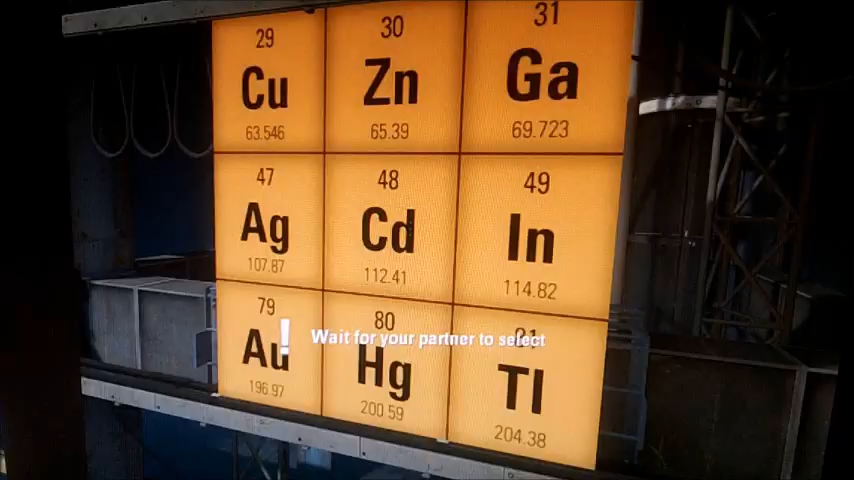 29 30 31
Cu Zn Ga
63.546 65.39 69.723
47 48 49
Ag Cd In
107.87 112.41 114.82
79 80 81
! Wait for your partner to select
Au Hg Tl
196.97 200.59 204.38